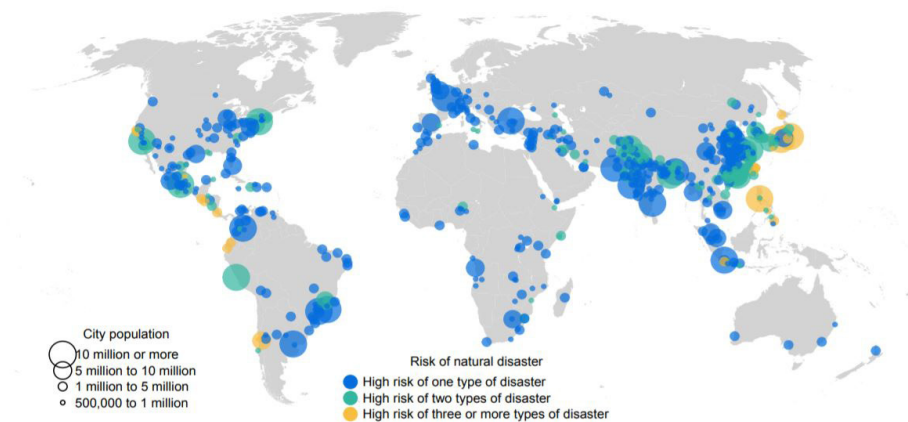 City population
10 million or more
5 million to 10 million
1 million to 5 million
500,000 to 1 million
Risk of natural disaster
High risk of one type of disaster
High risk of two types of disaster
High risk of three or more types of disaster